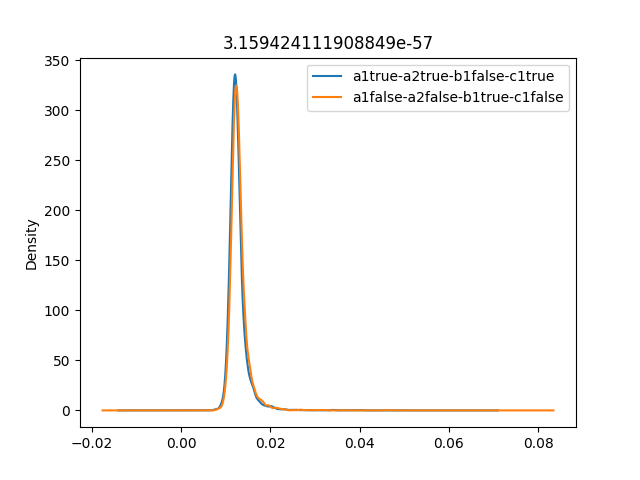 3.159424111908849e-57
a1true-a2true-b1false-c1true
a1false-a2false-b1true-c1false
Density
350
300
250
200
150
100
50
0
−0.02 0.00 0.02 0.04 0.06 0.08